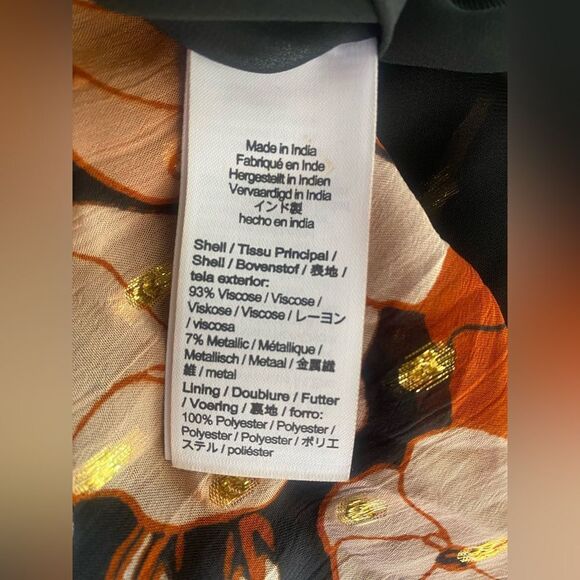 Made in India
Fabriqué en Inde
Hergestellt in Indien
Vervaardigd in India
インド製
hecho en india
Shell / Tissu Principal /
Shell / Bovenstof / 表地 /
tela exterior:
93% Viscose / Viscose /
Viskose / Viscose / レーヨン
/ viscosa
7% Metallic / Métallique /
Metallisch / Metaal / 金属繊
維 / metal
Lining / Doublure / Futter
/ Voering / 裏地 / forro:
100% Polyester / Polyester /
Polyester / Polyester / ポリエ
ステル / poliéster